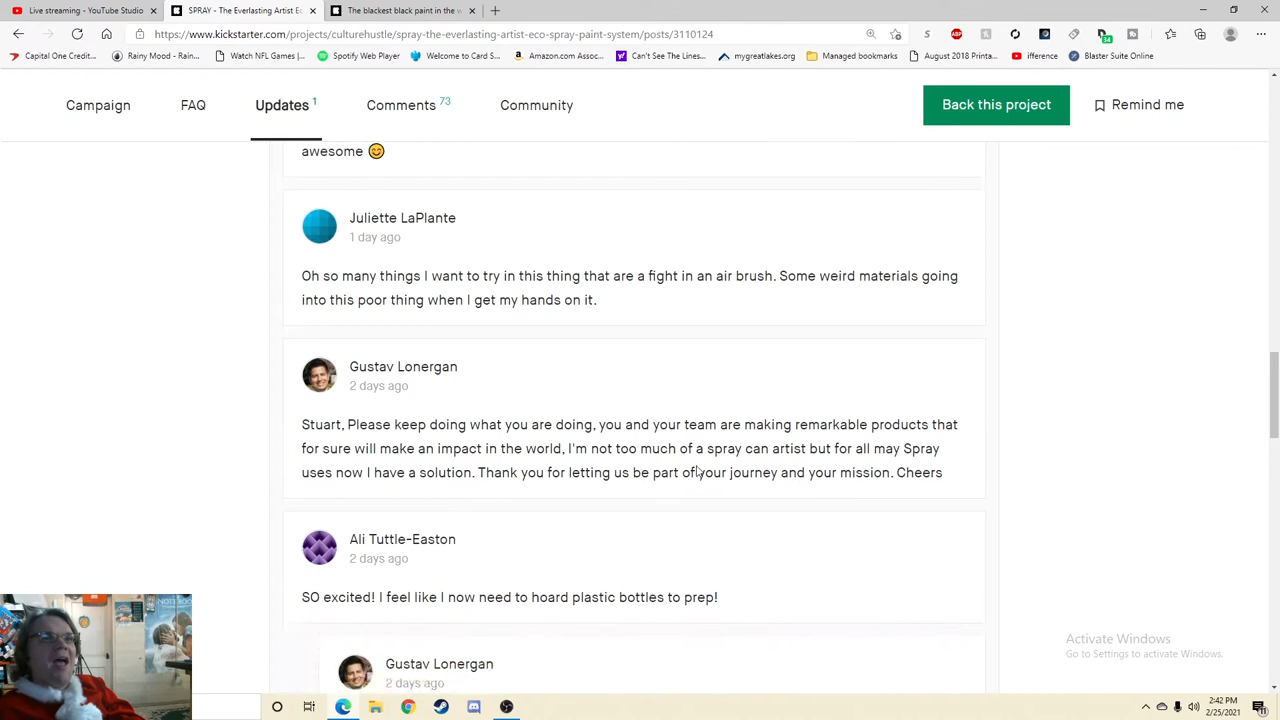 Live streaming - YouTube Studio
SPRAY - The Everlasting Artist Ec
The blackest black paint in the w
https://www.kickstarter.com/projects/culturehustle/spray-the-everlasting-artist-eco-spray-paint-system/posts/3110124
Capital One Credit...
Rainy Mood - Rain...
Watch NFL Games |...
Spotify Web Player
Welcome to Card S...
Amazon.com Assoc...
Can't See The Lines...
mygreatlakes.org
Managed bookmarks
August 2018 Printa...
ifference
Blaster Suite Online
Campaign
FAQ
Updates 1
Comments 73
Community
Back this project
Remind me
awesome 😊
Juliette LaPlante
1 day ago
Oh so many things I want to try in this thing that are a fight in an air brush. Some weird materials going
into this poor thing when I get my hands on it.
Gustav Lonergan
2 days ago
Stuart, Please keep doing what you are doing, you and your team are making remarkable products that
for sure will make an impact in the world, I'm not too much of a spray can artist but for all may Spray
uses now I have a solution. Thank you for letting us be part of your journey and your mission. Cheers
Ali Tuttle-Easton
2 days ago
SO excited! I feel like I now need to hoard plastic bottles to prep!
Gustav Lonergan
2 days ago
Activate Windows
Go to Settings to activate Windows.
2:42 PM
2/25/2021